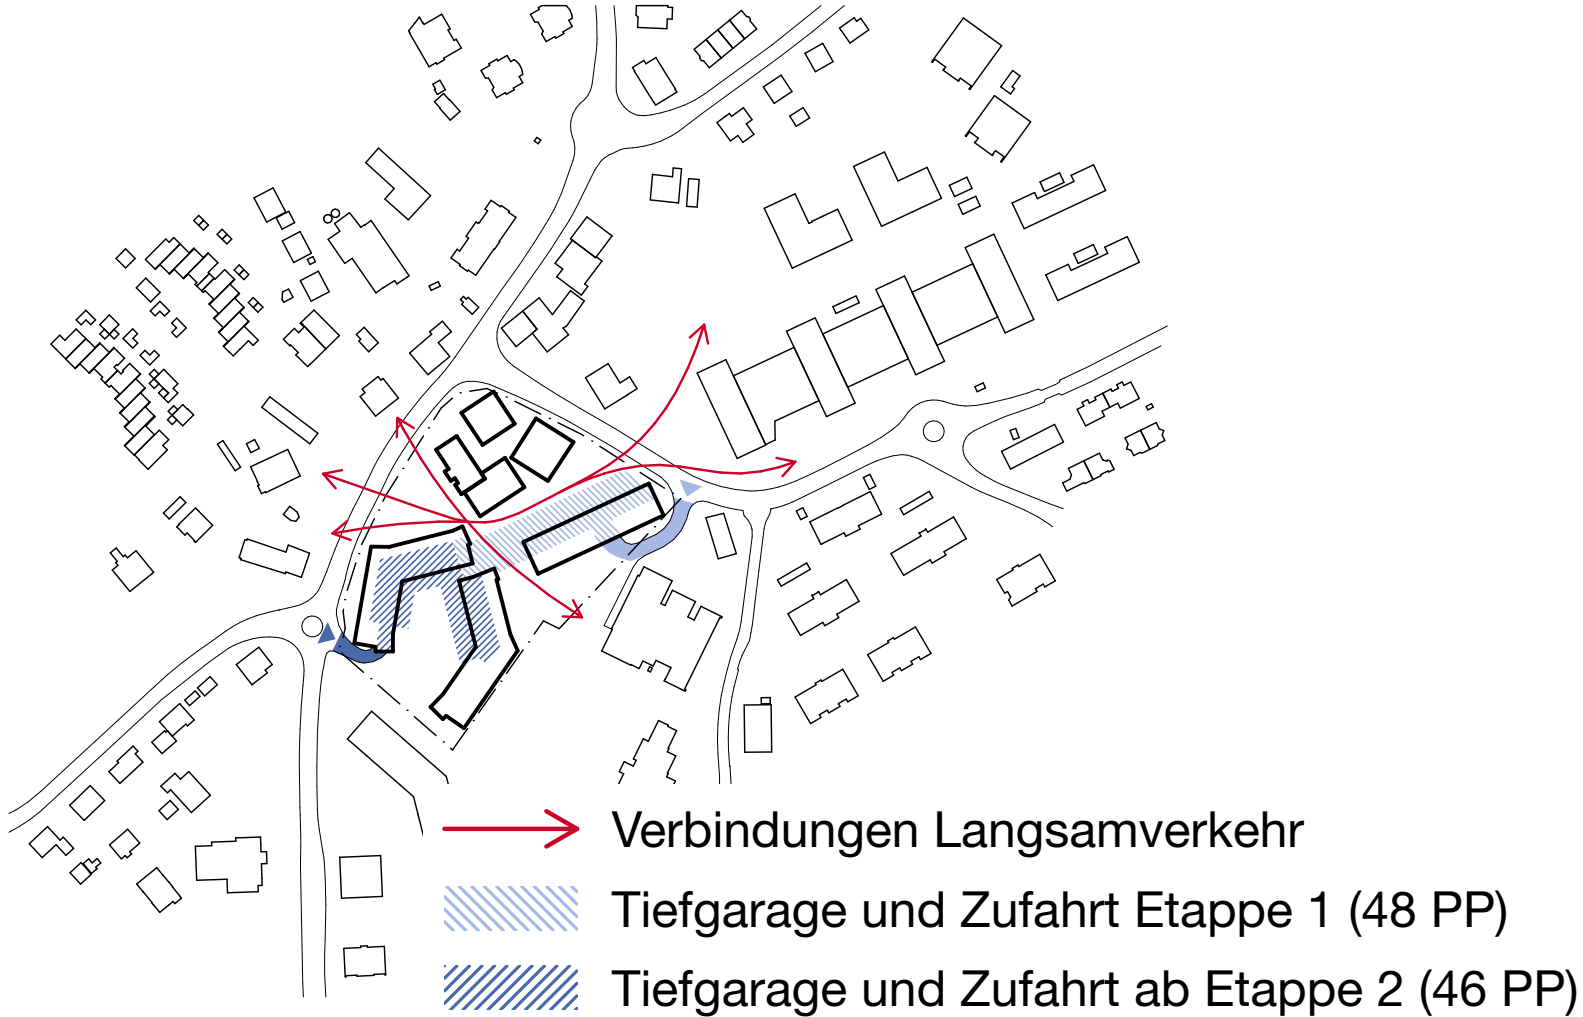 Verbindungen Langsamverkehr
Tiefgarage und Zufahrt Etappe 1 (48 PP)
Tiefgarage und Zufahrt ab Etappe 2 (46 PP)